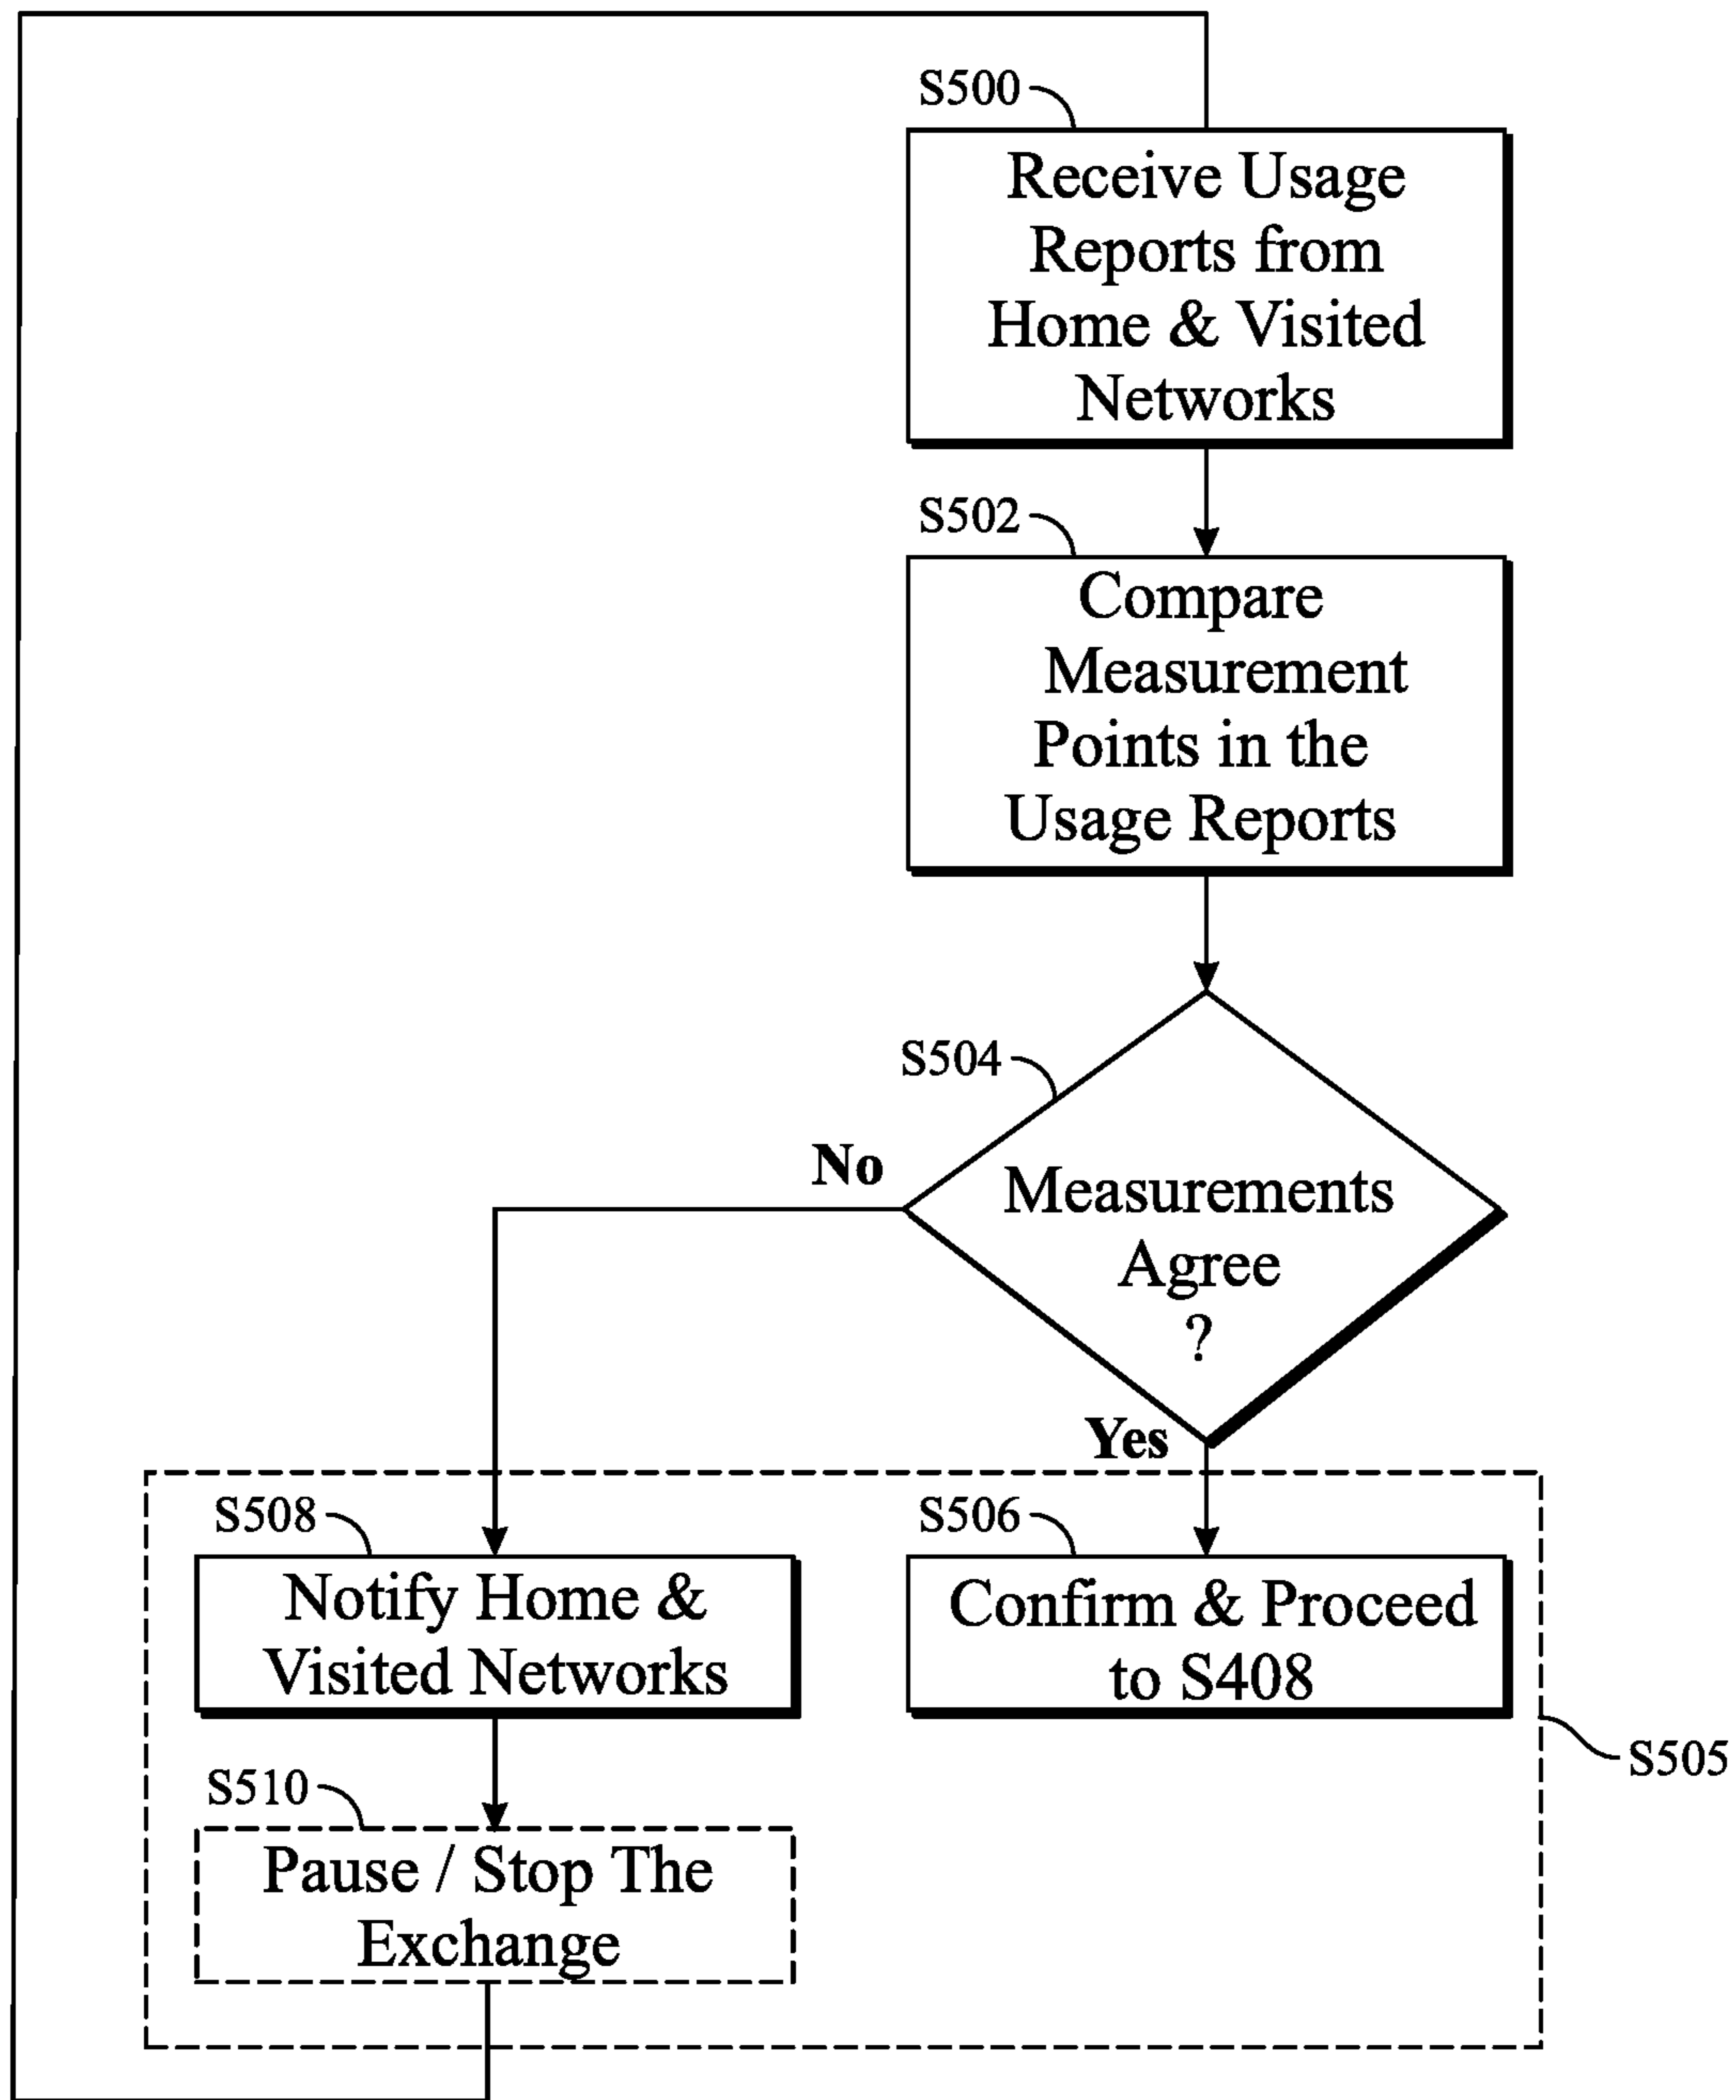 S500
Receive Usage
Reports from
Home & Visited
Networks
S502
Compare
Measurement
Points in the
Usage Reports
S504
No
Measurements
Agree
?
Yes
S508
Notify Home &
Visited Networks
S506
Confirm & Proceed
to S408
S505
S510
Pause / Stop The
Exchange